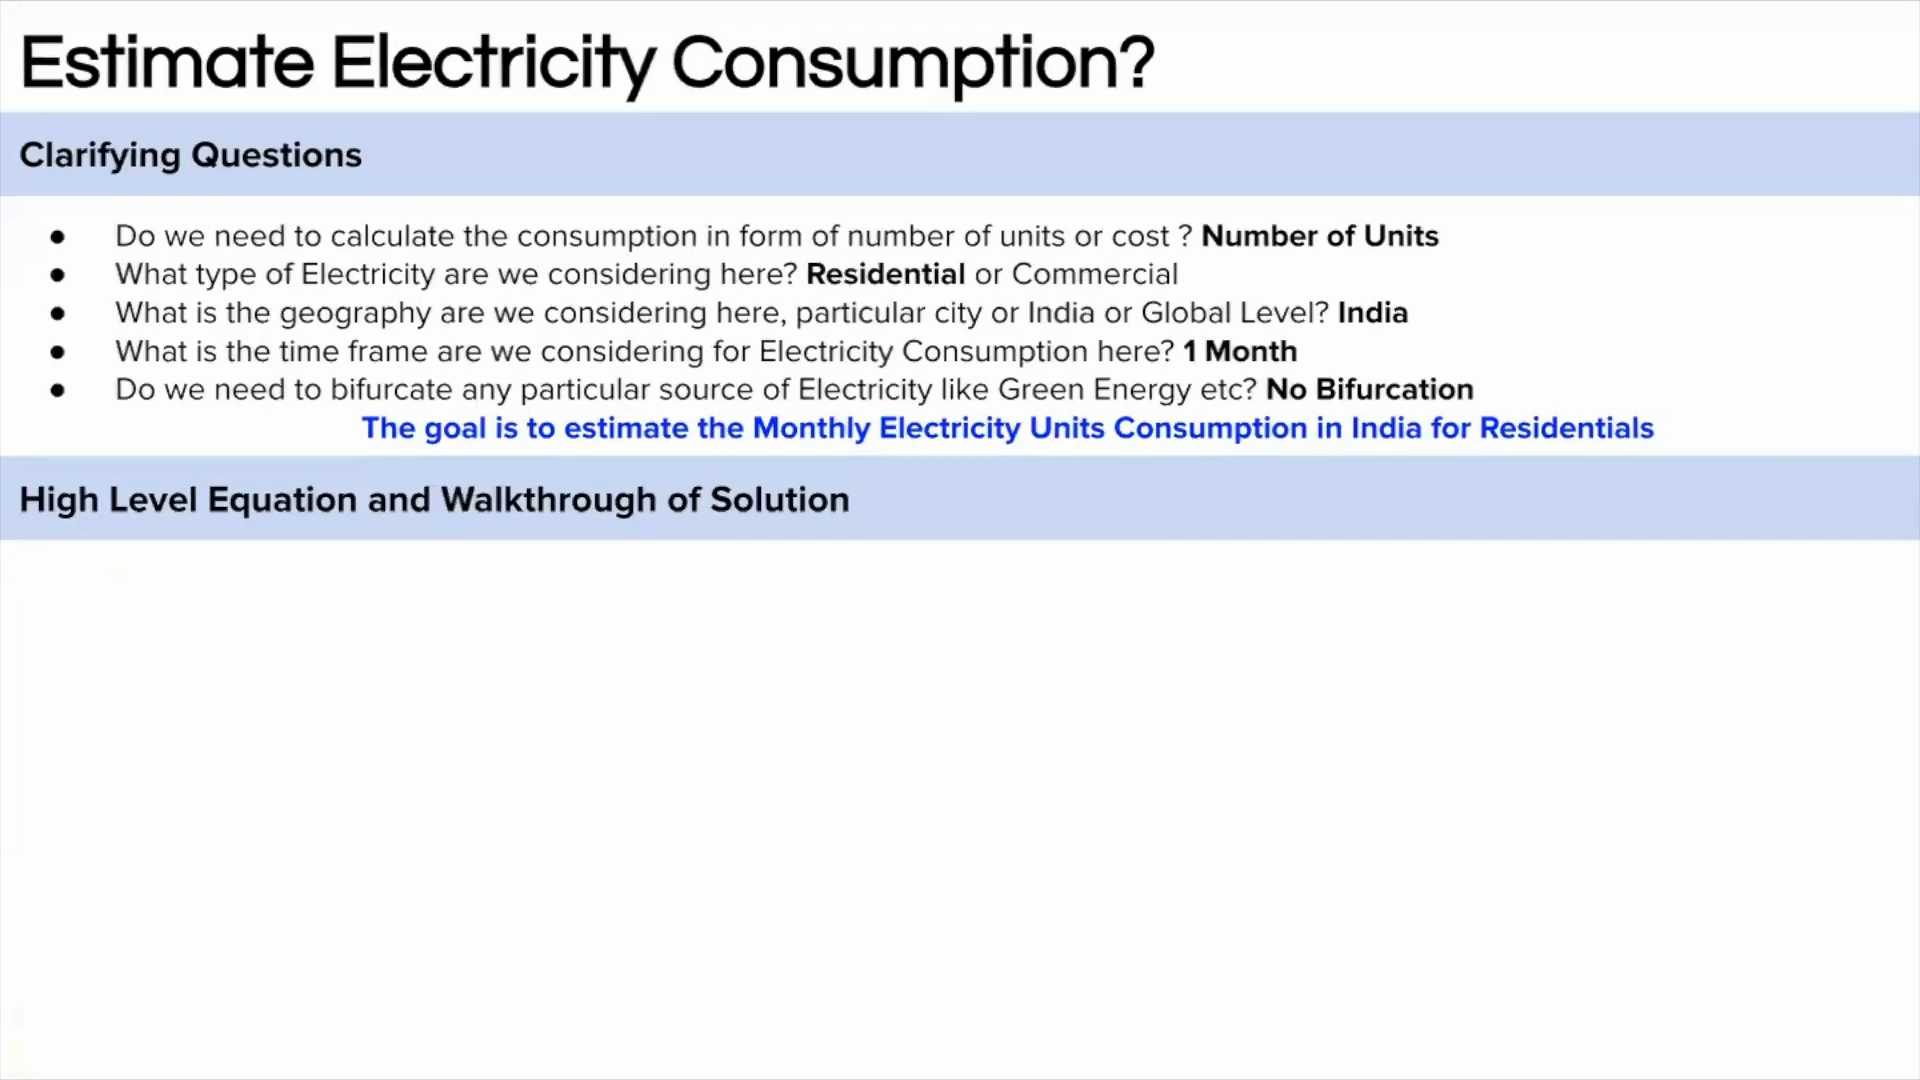 Estimate Electricity Consumption?
Clarifying Questions
● Do we need to calculate the consumption in form of number of units or cost ? Number of Units
● What type of Electricity are we considering here? Residential or Commercial
● What is the geography are we considering here, particular city or India or Global Level? India
● What is the time frame are we considering for Electricity Consumption here? 1 Month
● Do we need to bifurcate any particular source of Electricity like Green Energy etc? No Bifurcation
The goal is to estimate the Monthly Electricity Units Consumption in India for Residentials
High Level Equation and Walkthrough of Solution